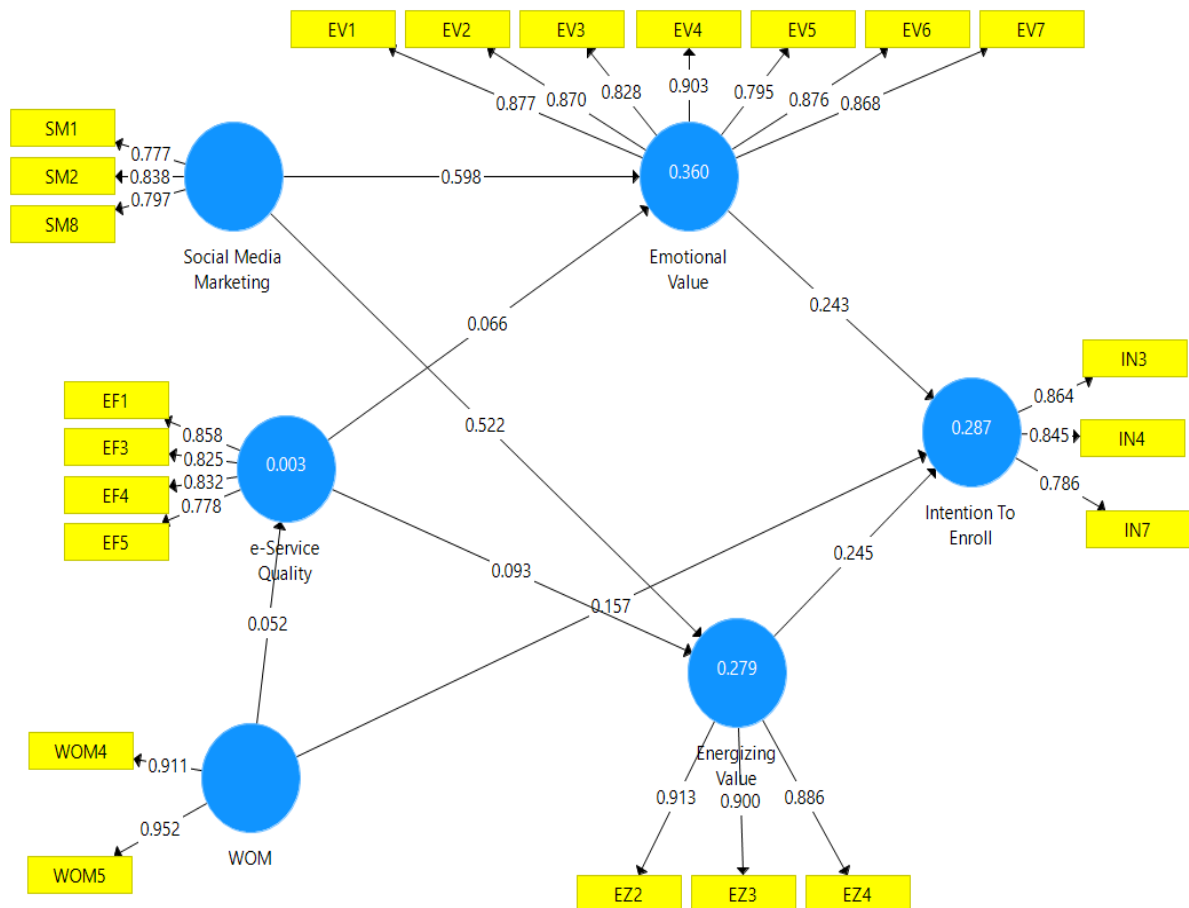 EV1
EV2
EV3
EV4
EV5
EV6
EV7
0.877
0.870
0.828
0.903
0.795
0.876
0.868
SM1
SM2
SM8
0.777
0.838
0.797
Social Media
Marketing
0.598
0.360
Emotional
Value
0.066
0.243
0.522
EF1
EF3
EF4
EF5
0.858
0.825
0.832
0.778
0.003
e-Service
Quality
IN3
IN4
IN7
0.864
0.845
0.786
0.287
Intention To
Enroll
0.093
0.245
0.157
0.052
0.279
Energizing
Value
WOM4
WOM5
0.911
0.952
WOM
0.913
0.900
0.886
EZ2
EZ3
EZ4